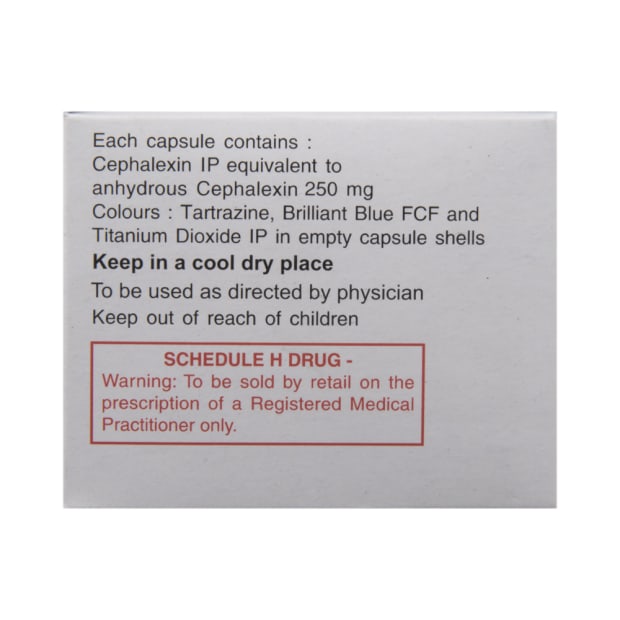 Each capsule contains :
Cephalexin IP equivalent to
anhydrous Cephalexin 250 mg
Colours : Tartrazine, Brilliant Blue FCF and
Titanium Dioxide IP in empty capsule shells
Keep in a cool dry place
To be used as directed by physician
Keep out of reach of children
SCHEDULE H DRUG -
Warning: To be sold by retail on the
prescription of a Registered Medical
Practitioner only.